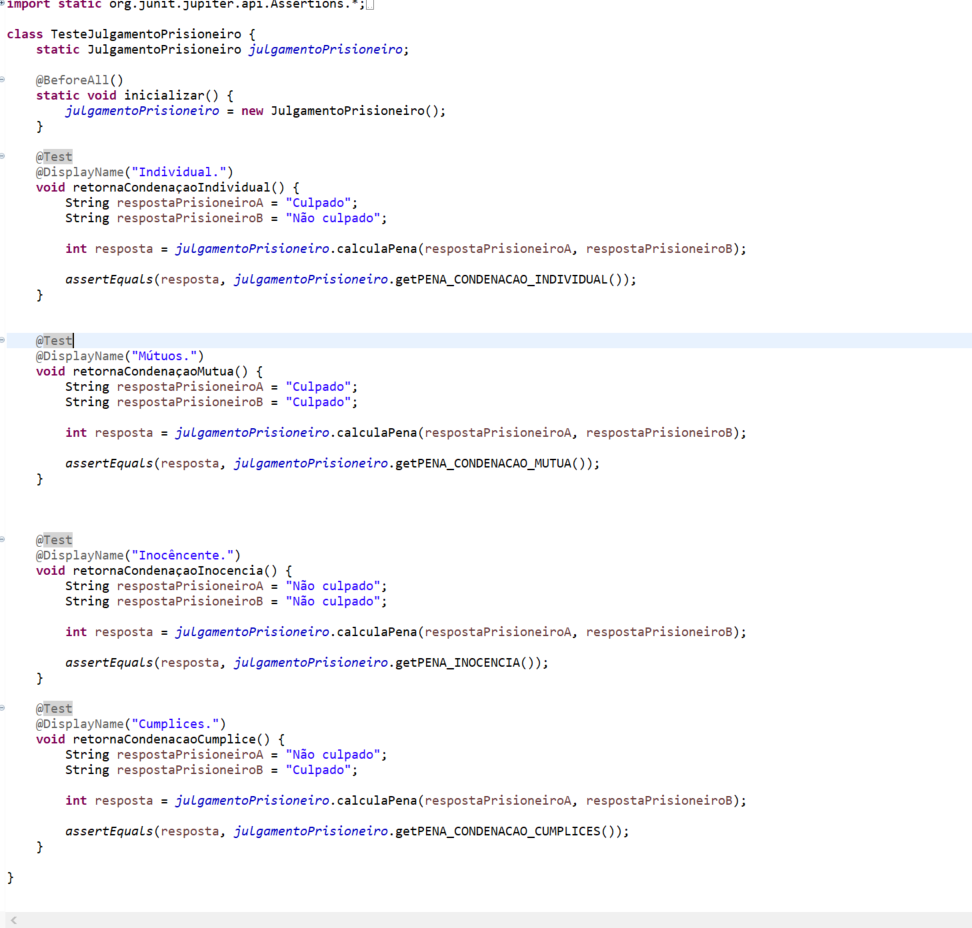 import static org.junit.jupiter.api.Assertions.*;
class TesteJulgamentoPrisioneiro {
static JulgamentoPrisioneiro julgamentoPrisioneiro;
@BeforeAll()
static void inicializar() {
julgamentoPrisioneiro = new JulgamentoPrisioneiro();
}
@Test
@DisplayName("Individual.")
void retornaCondenaçaoIndividual() {
String respostaPrisioneiroA = "Culpado";
String respostaPrisioneiroB = "Não culpado";
int resposta = julgamentoPrisioneiro.calculaPena(respostaPrisioneiroA, respostaPrisioneiroB);
assertEquals(resposta, julgamentoPrisioneiro.getPENA_CONDENACAO_INDIVIDUAL());
}
@Test
@DisplayName("Mútuos.")
void retornaCondenaçaoMutua() {
String respostaPrisioneiroA = "Culpado";
String respostaPrisioneiroB = "Culpado";
int resposta = julgamentoPrisioneiro.calculaPena(respostaPrisioneiroA, respostaPrisioneiroB);
assertEquals(resposta, julgamentoPrisioneiro.getPENA_CONDENACAO_MUTUA());
}
@Test
@DisplayName("Inocêncente.")
void retornaCondenaçaoInocencia() {
String respostaPrisioneiroA = "Não culpado";
String respostaPrisioneiroB = "Não culpado";
int resposta = julgamentoPrisioneiro.calculaPena(respostaPrisioneiroA, respostaPrisioneiroB);
assertEquals(resposta, julgamentoPrisioneiro.getPENA_INOCENCIA());
}
@Test
@DisplayName("Cumplices.")
void retornaCondenacaoCumplice() {
String respostaPrisioneiroA = "Não culpado";
String respostaPrisioneiroB = "Culpado";
int resposta = julgamentoPrisioneiro.calculaPena(respostaPrisioneiroA, respostaPrisioneiroB);
assertEquals(resposta, julgamentoPrisioneiro.getPENA_CONDENACAO_CUMPLICES());
}
}